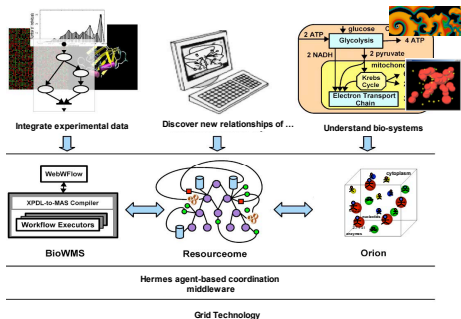 glucose
2 ATP
Glycolysis
4 ATP
2 NADH
2 pyruvate
mitochond
Krebs
Cycle
Electron Transport
Chain
Integrate experimental data
Discover new relationships of ...
Understand bio-systems
WebWFlow
XPDL-to-MAS Compiler
Workflow Executors
cytoplasm
BioWMS
Resourceome
Orion
Hermes agent-based coordination
middleware
Grid Technology